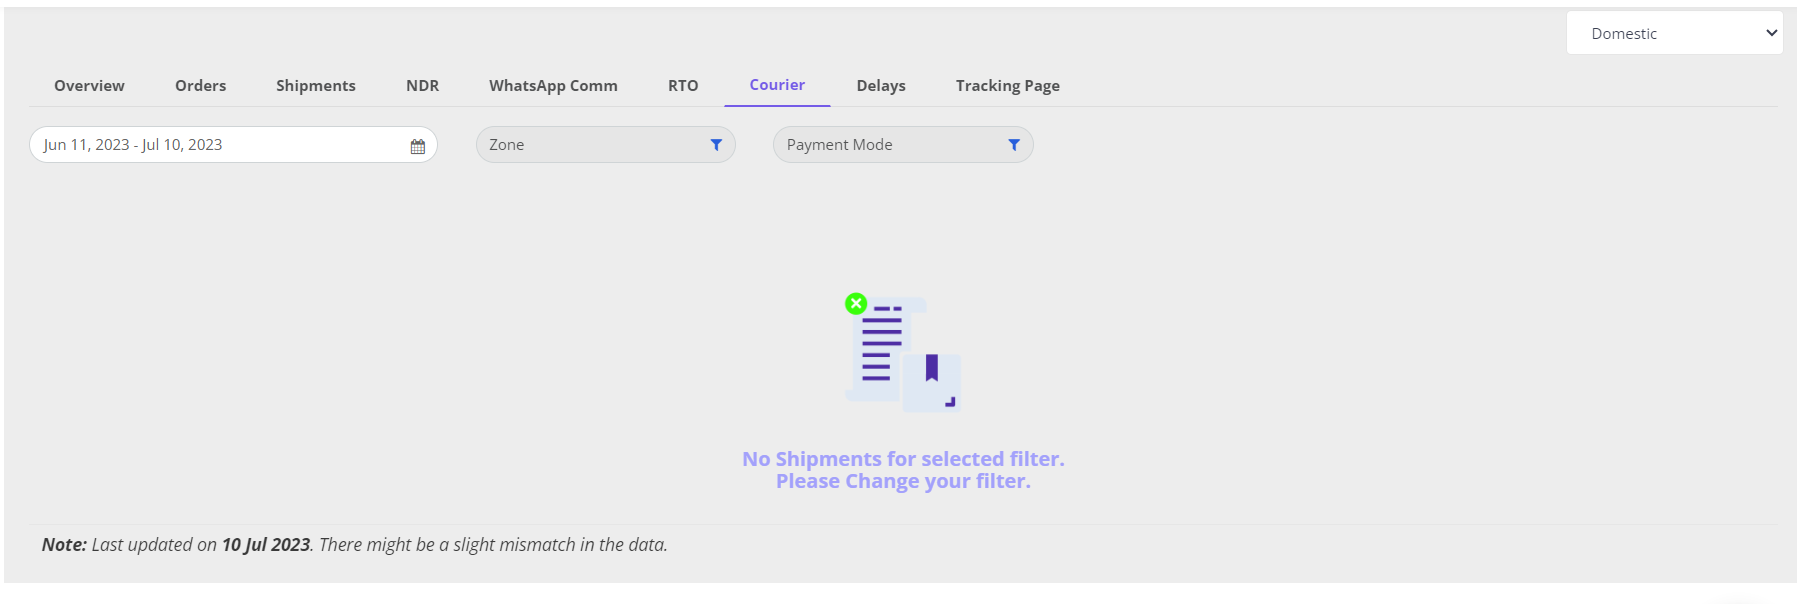 Domestic
Overview Orders Shipments NDR WhatsApp Comm RTO Courier Delays Tracking Page
Jun 11, 2023 - Jul 10, 2023 Zone Payment Mode
No Shipments for selected filter.
Please Change your filter.
Note: Last updated on 10 Jul 2023. There might be a slight mismatch in the data.